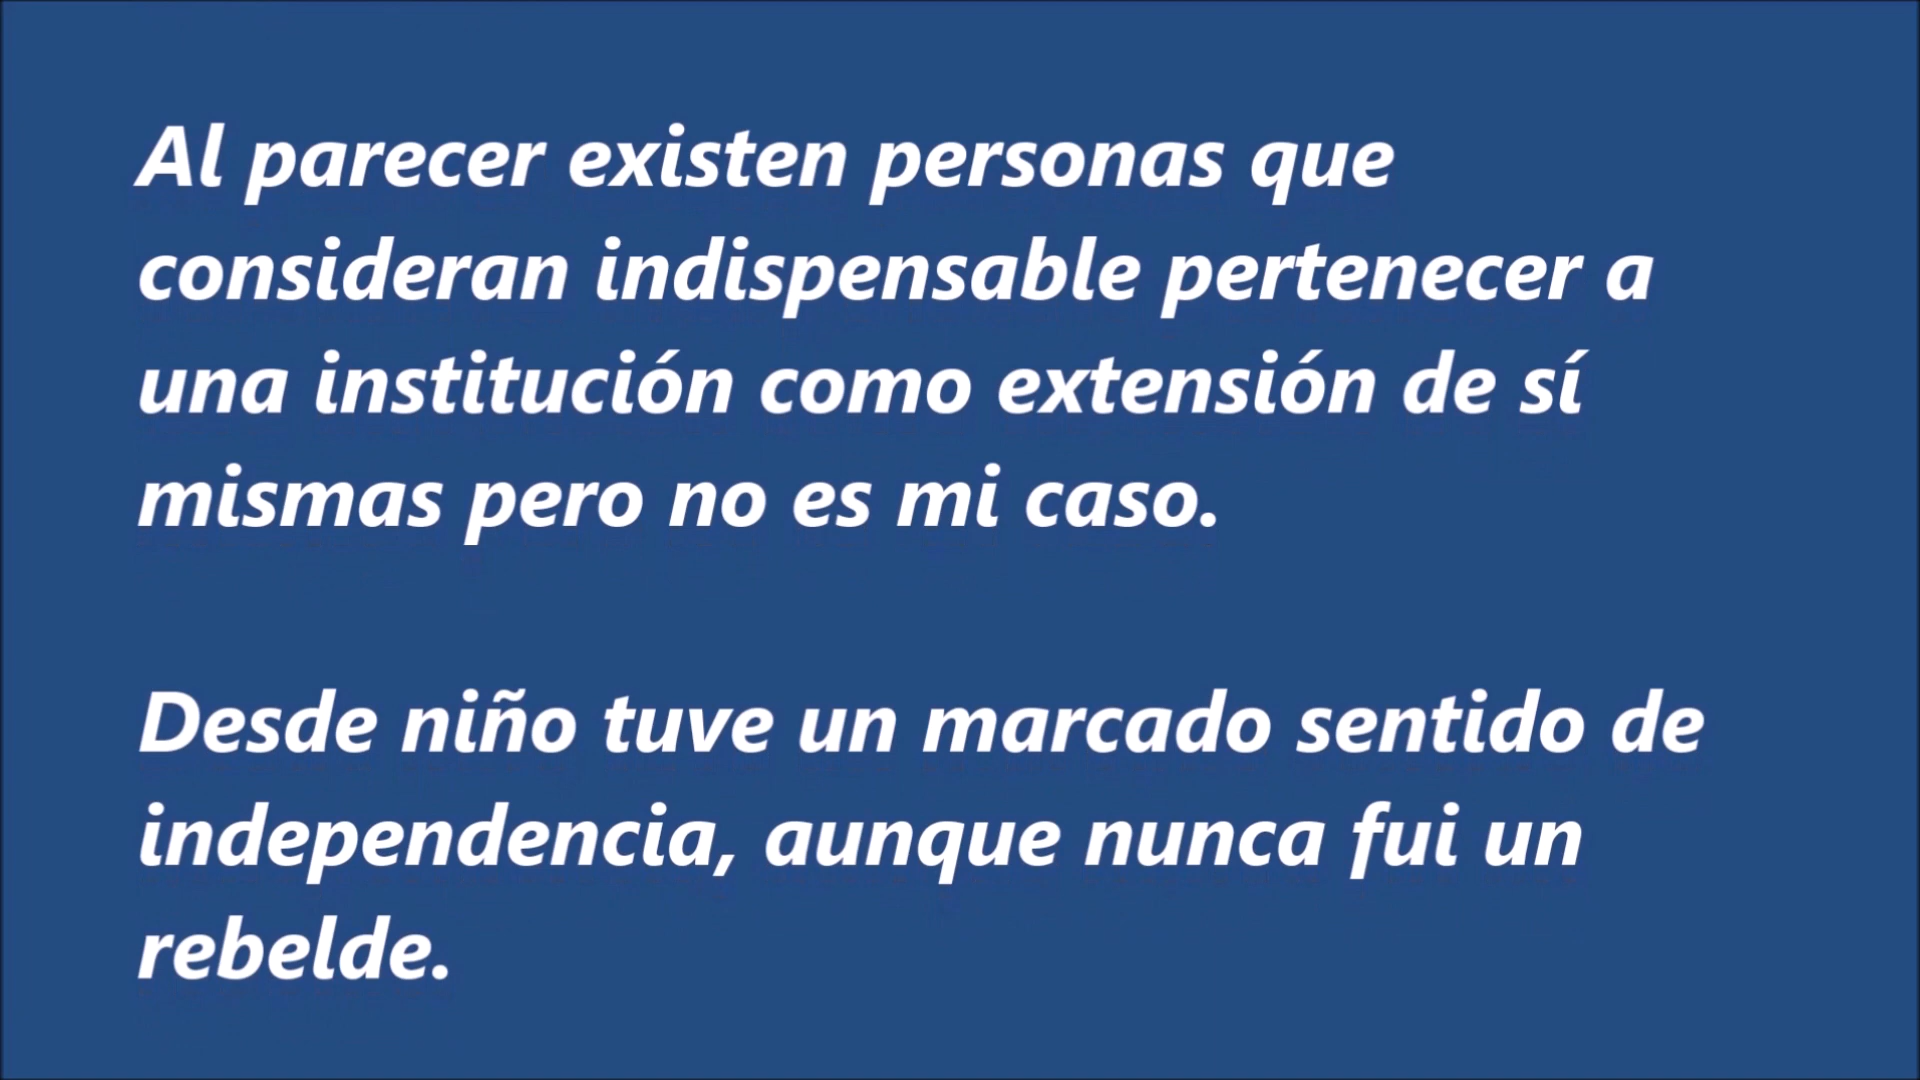 Al parecer existen personas que
consideran indispensable pertenecer a
una institución como extensión de sí
mismas pero no es mi caso.
Desde niño tuve un marcado sentido de
independencia, aunque nunca fui un
rebelde.